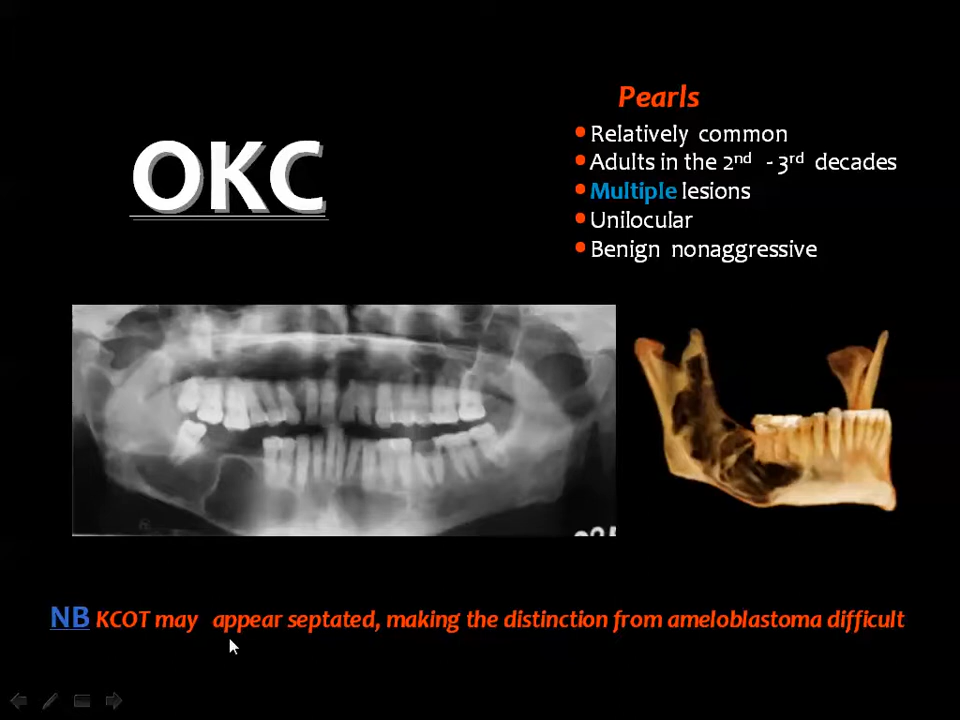 OKC
Pearls
Relatively common
Adults in the 2nd - 3rd decades
Multiple lesions
Unilocular
Benign nonaggressive
NB KCOT may appear septated, making the distinction from ameloblastoma difficult